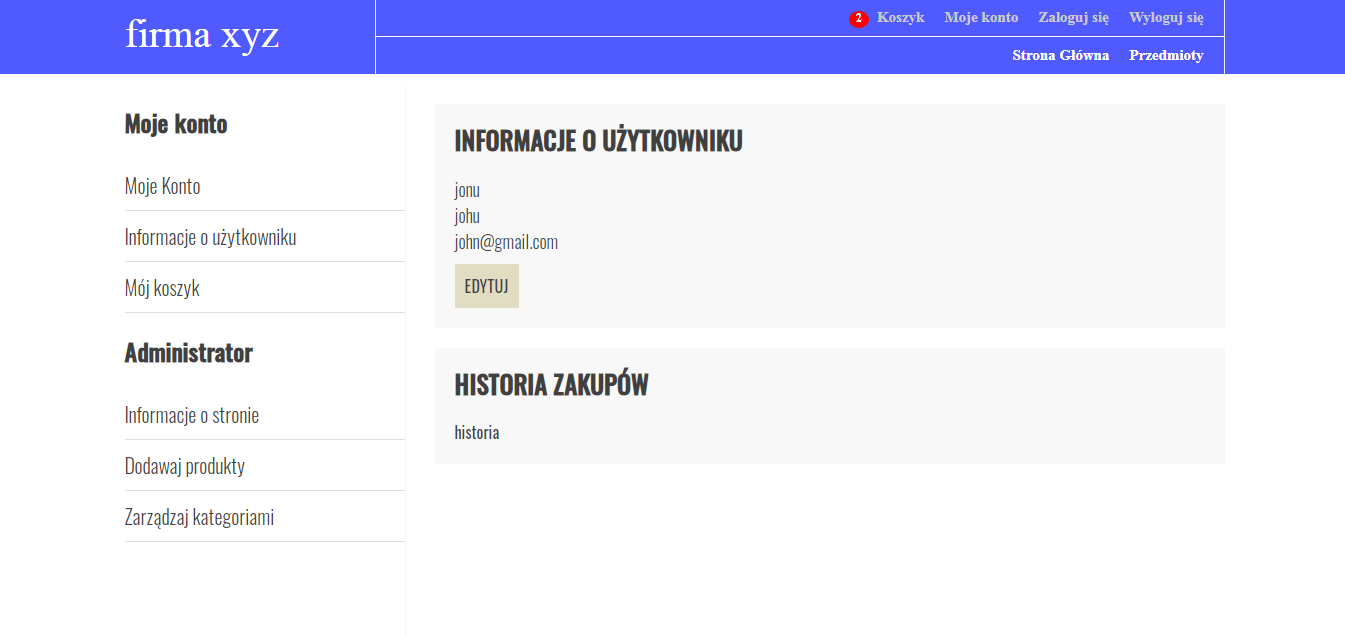 firma xyz
2 Koszyk Moje konto Zaloguj się Wyloguj się
Strona Główna Przedmioty
Moje konto
Moje Konto
Informacje o użytkowniku
Mój koszyk
Administrator
Informacje o stronie
Dodawaj produkty
Zarządzaj kategoriami
INFORMACJE O UŻYTKOWNIKU
jonu
johu
john@gmail.com
EDYTUJ
HISTORIA ZAKUPÓW
historia